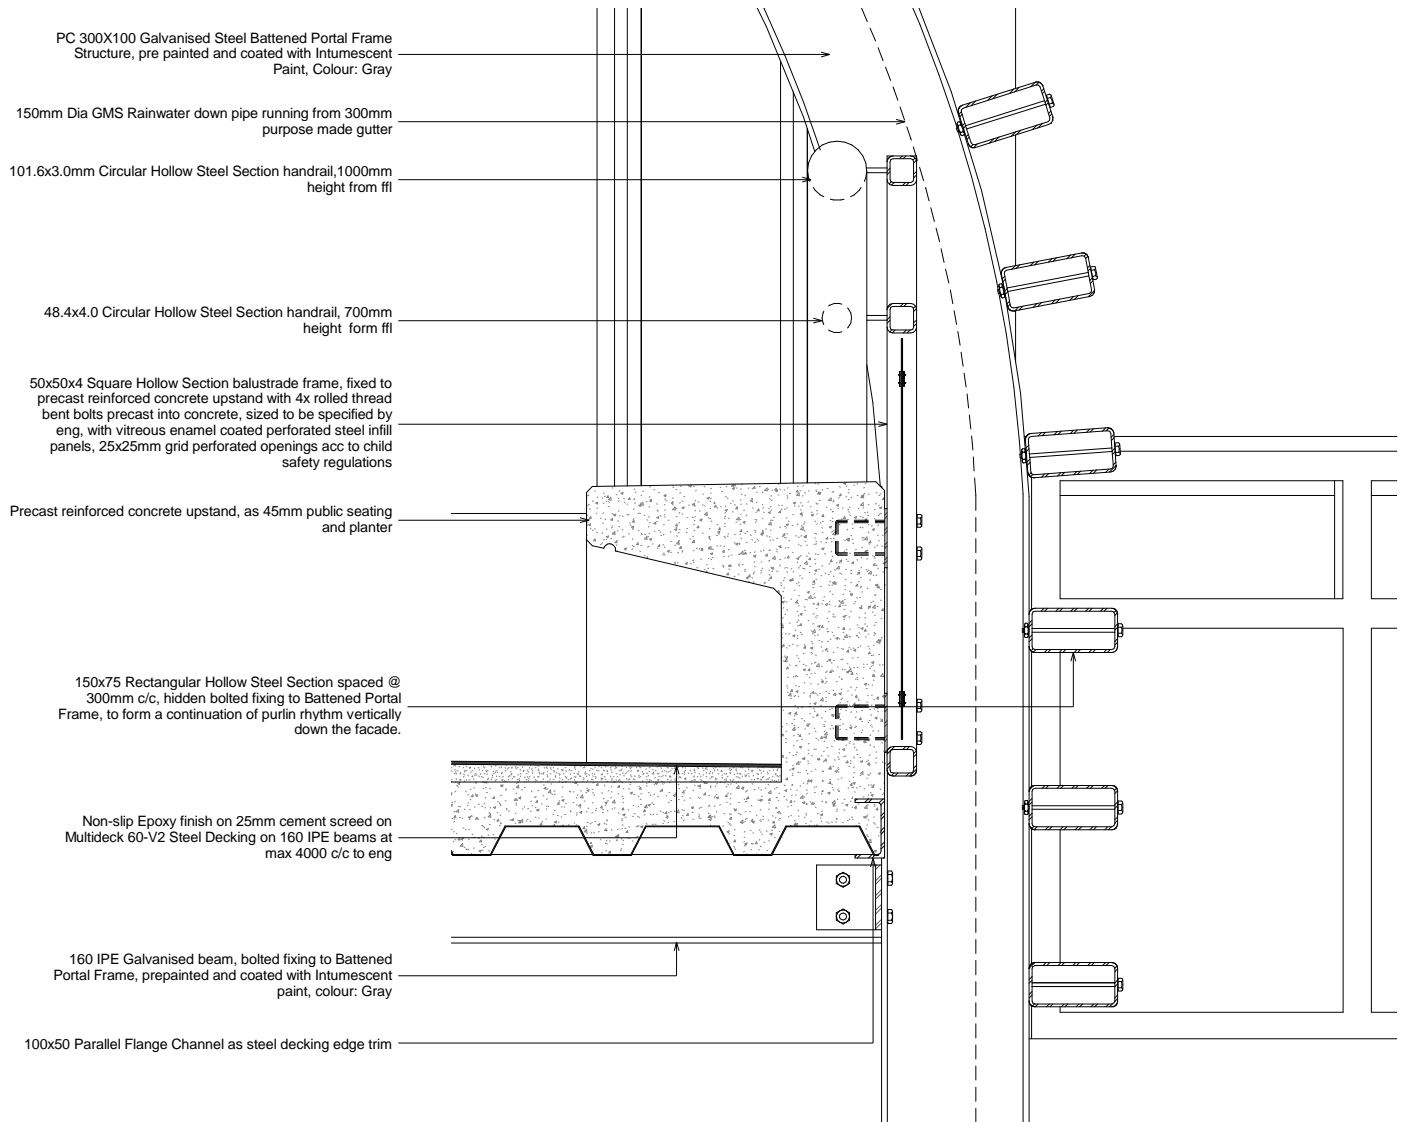 PC 300X100 Galvanised Steel Battened Portal Frame
Structure, pre painted and coated with Intumescent
Paint, Colour: Gray
150mm Dia GMS Rainwater down pipe running from 300mm
purpose made gutter
101.6x3.0mm Circular Hollow Steel Section handrail,1000mm
height from ffl
48.4x4.0 Circular Hollow Steel Section handrail, 700mm
height form ffl
50x50x4 Square Hollow Section balustrade frame, fixed to
precast reinforced concrete upstand with 4x rolled thread
bent bolts precast into concrete, sized to be specified by
eng, with vitreous enamel coated perforated steel infill
panels, 25x25mm grid perforated openings acc to child
safety regulations
Precast reinforced concrete upstand, as 45mm public seating
and planter
150x75 Rectangular Hollow Steel Section spaced @
300mm c/c, hidden bolted fixing to Battened Portal
Frame, to form a continuation of purlin rhythm vertically
down the facade.
Non-slip Epoxy finish on 25mm cement screed on
Multideck 60-V2 Steel Decking on 160 IPE beams at
max 4000 c/c to eng
160 IPE Galvanised beam, bolted fixing to Battened
Portal Frame, prepainted and coated with Intumescent
paint, colour: Gray
100x50 Parallel Flange Channel as steel decking edge trim